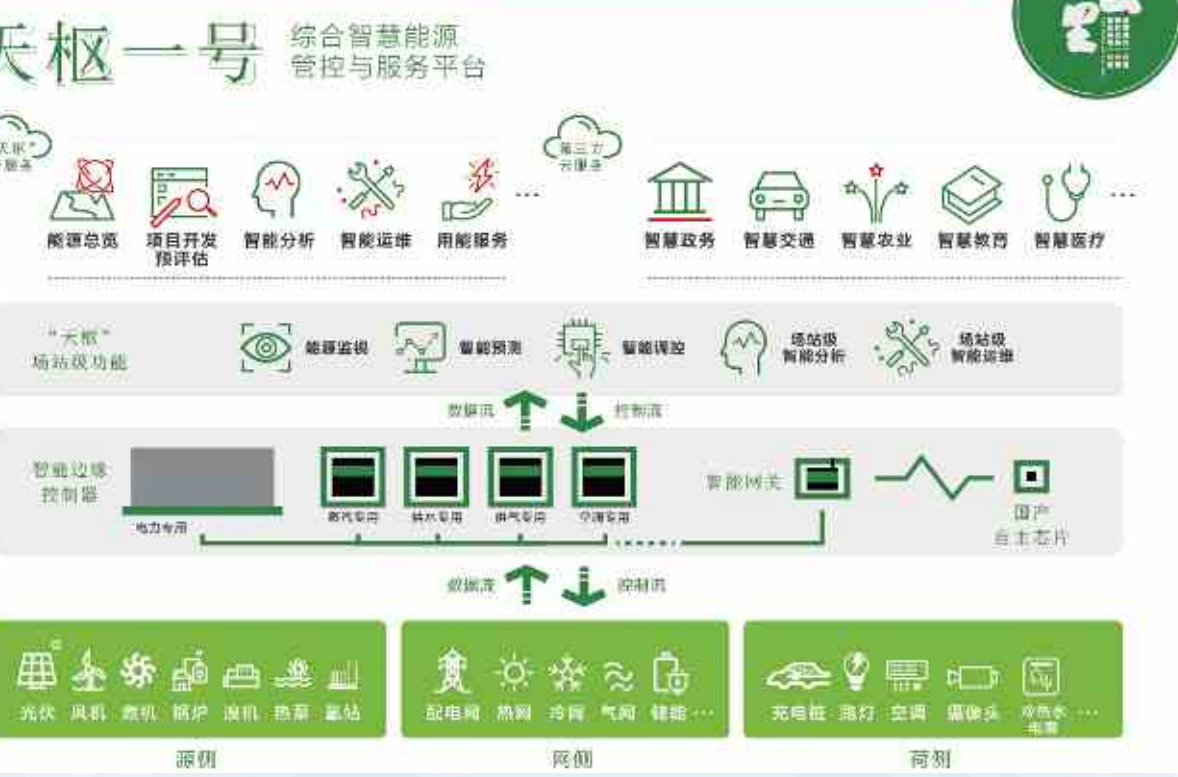 天枢一号
综合智慧能源
管控与服务平台
第三方
云服务
能源总览
项目开发
预评估
智能分析
智能运维
用能服务
...
智慧政务
智慧交通
智慧农业
智慧教育
智慧医疗
...
“天枢”
场站级功能
能源监视
智能预测
智能调控
场站级
智能分析
场站级
智能运维
数据流
控制流
智能边缘
控制器
电力专用
蒸汽专用
供水专用
供气专用
空调专用
智能网关
国产
自主芯片
数据流
控制流
光伏
风机
燃机
锅炉
溴机
热泵
氢站
配电网
热网
冷网
气网
储能 ...
充电桩
路灯
空调
摄像头
冷热水
电表
...
源侧
网侧
荷侧